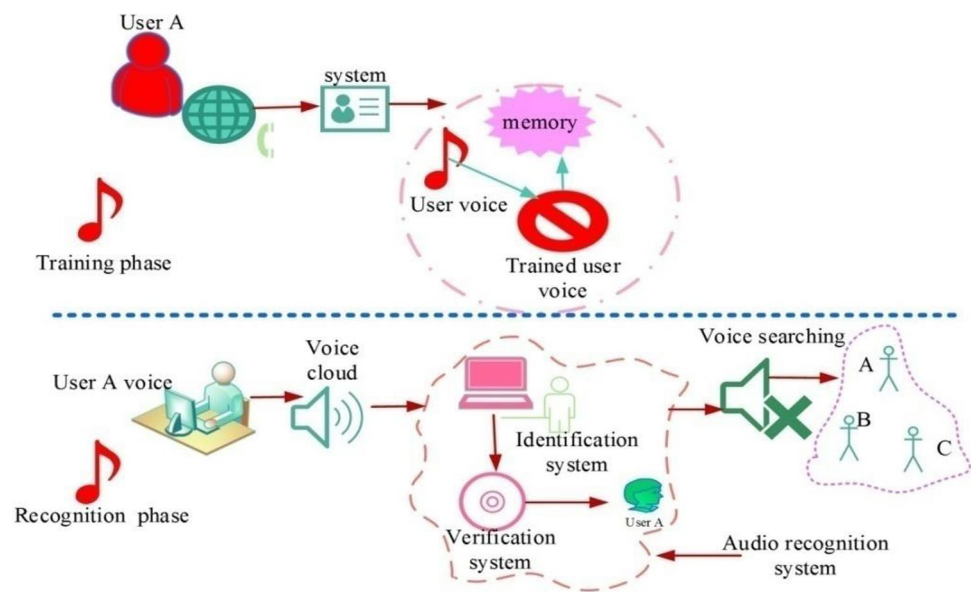 User A
system
memory
User voice
Training phase
Trained user
voice
Voice searching
Voice
cloud
User A voice
A
B
C
Identification
system
Recognition phase
User A
Verification
system
Audio recognition
system